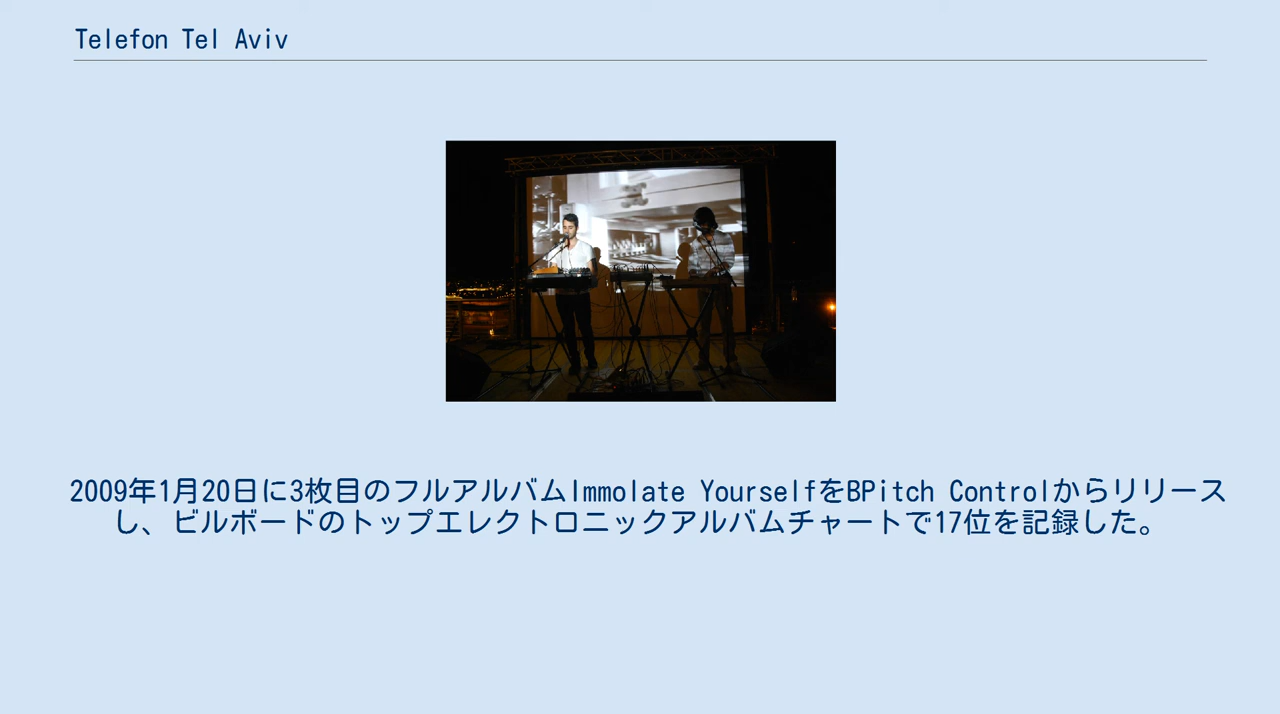 Telefon Tel Aviv
2009年1月20日に3枚目のフルアルバムImmolate YourselfをBPitch Controlからリリース
し、ビルボードのトップエレクトロニックアルバムチャートで17位を記録した。